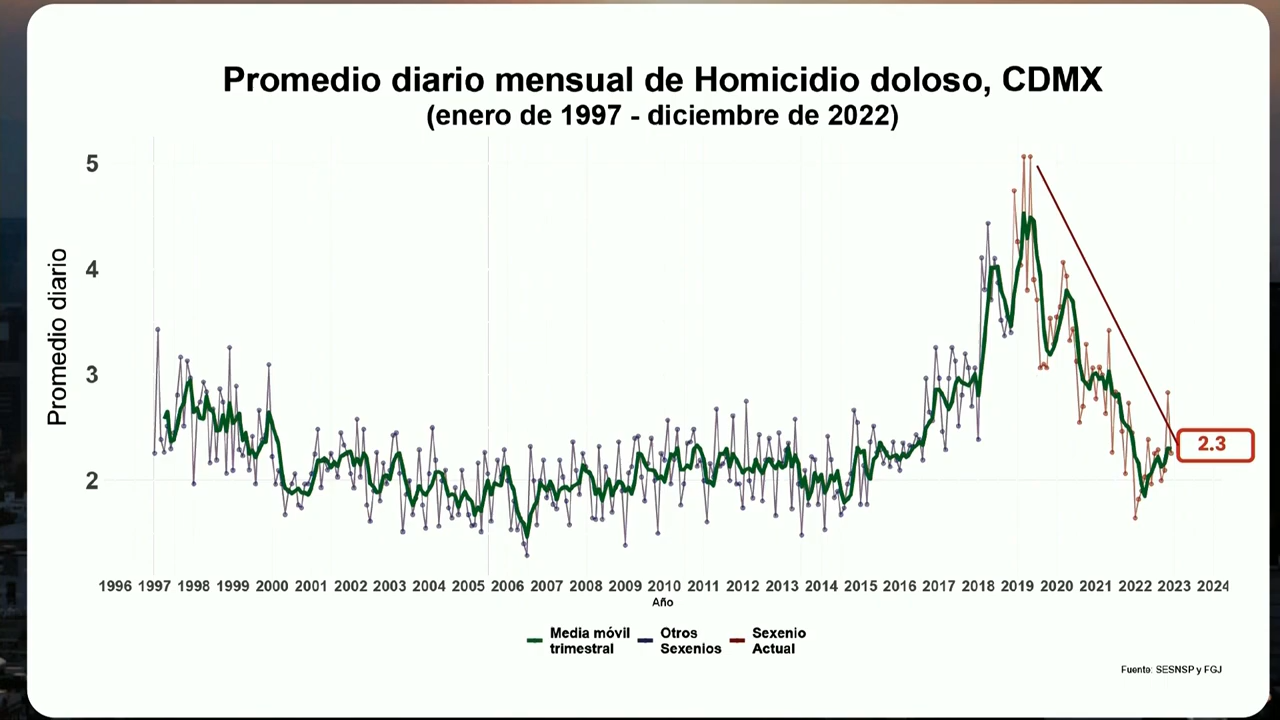 Promedio diario mensual de Homicidio doloso, CDMX
(enero de 1997 - diciembre de 2022)
Promedio diario
5
4
3
2
2.3
1996 1997 1998 1999 2000 2001 2002 2003 2004 2005 2006 2007 2008 2009 2010 2011 2012 2013 2014 2015 2016 2017 2018 2019 2020 2021 2022 2023 2024
Año
Media móvil trimestral
Otros Sexenios
Sexenio Actual
Fuente: SESNSP y FGJ